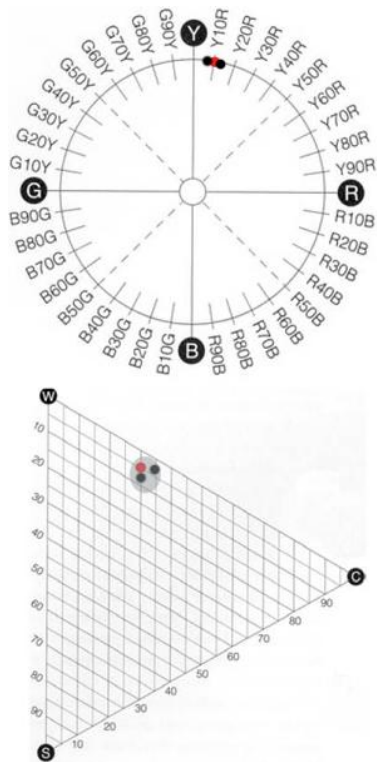 Y
Y10R
Y20R
Y30R
Y40R
Y50R
Y60R
Y70R
Y80R
Y90R
R
R10B
R20B
R30B
R40B
R50B
R60B
R70B
R80B
R90B
B
B10G
B20G
B30G
B40G
B50G
B60G
B70G
B80G
B90G
G
G10Y
G20Y
G30Y
G40Y
G50Y
G60Y
G70Y
G80Y
G90Y
W
10
20
30
50
60
70
80
90
S
10
20
30
40
50
60
70
80
90
C